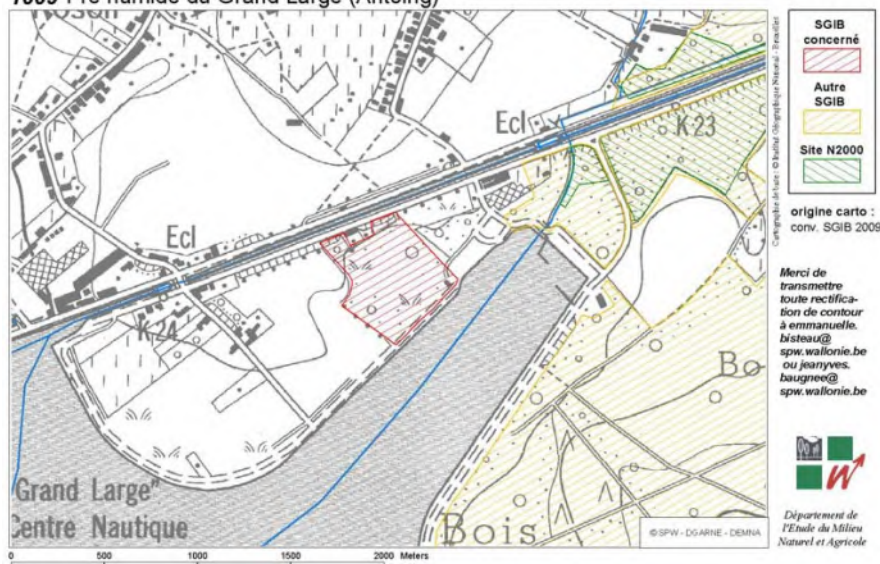 Pré humide du Grand Large (Antoing)
Ecl
K 23
Ecl
K 24
Bo
Grand Large"
Centre Nautique
Bois
© SPW - DGARNE - DEMNA
0 500 1000 1500 2000 Meters
SGIB
concerné
Autre
SGIB
Site N2000
origine carto :
conv. SGIB 2009
Merci de
transmettre
toute rectifica-
tion de contour
à emmanuelle.
bisteau@
spw.wallonie.be
ou jeanyves.
baugnee@
spw.wallonie.be
W
Département de
l'Etude du Milieu
Naturel et Agricole